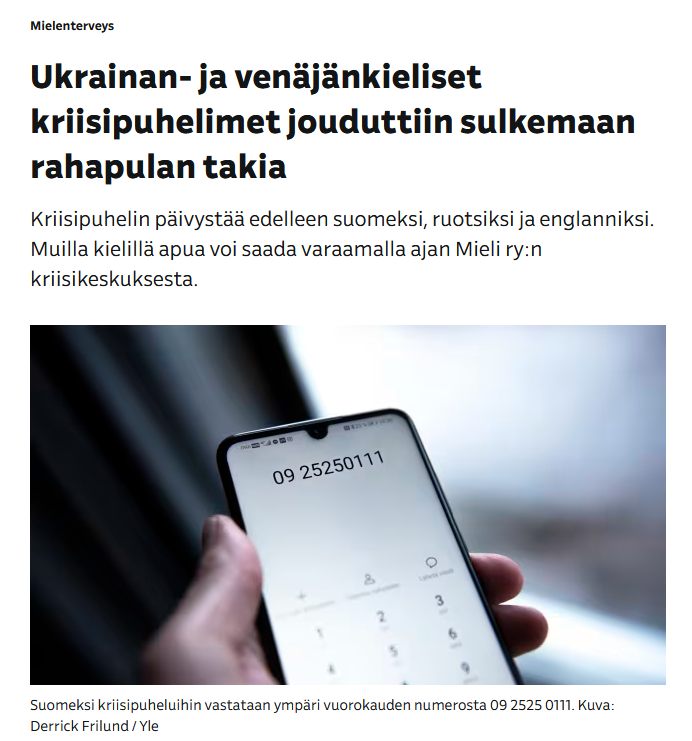 Mielenterveys
Ukrainan- ja venäjänkieliset
kriisipuhelimet jouduttiin sulkemaan
rahapulan takia
Kriisipuhelin päivystää edelleen suomeksi, ruotsiksi ja englanniksi.
Muilla kielillä apua voi saada varaamalla ajan Mieli ry:n
kriisikeskuksesta.
09 25250111
1 2 3
4 5 6
9
Suomeksi kriisipuheluihin vastataan ympäri vuorokauden numerosta 09 2525 0111. Kuva:
Derrick Frilund / Yle